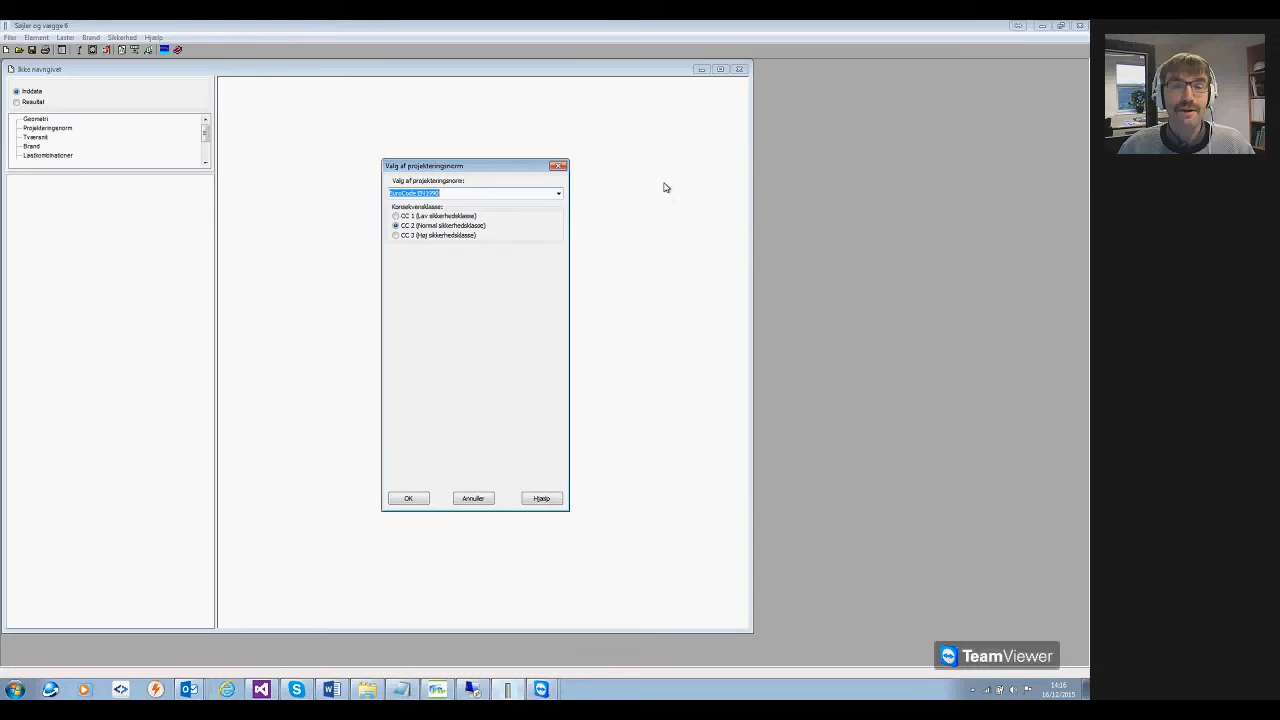 Søjler og vægge 6
Filer Element Laster Brand Sikkerhed Hjælp
Ikke navngivet
Inddata
Resultat
Geometri
Projekteringsnorm
Tværsnit
Brand
Lastkombinationer
Valg af projekteringsnorm
Valg af projekteringsnorm:
EuroCode EN1990
Konsekvensklasse:
CC 1 (Lav sikkerhedsklasse)
CC 2 (Normal sikkerhedsklasse)
CC 3 (Høj sikkerhedsklasse)
OK Annuller Hjælp
TeamViewer
14:16
16/12/2015